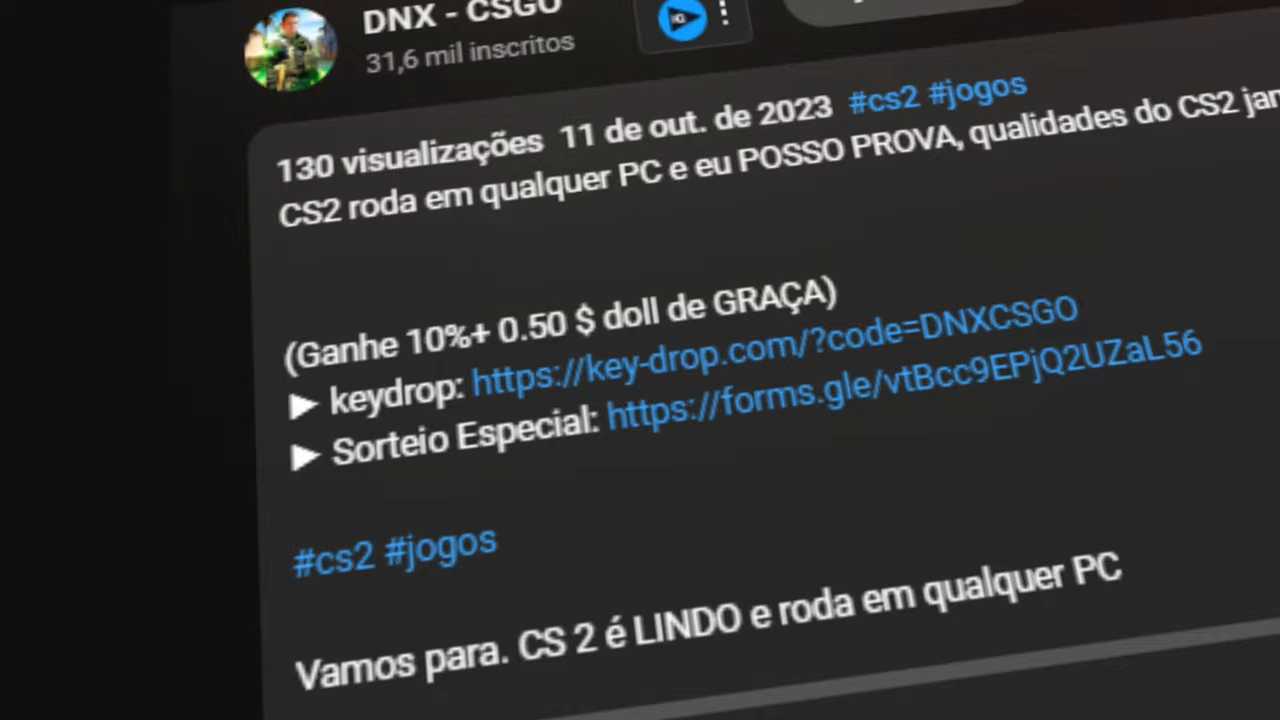 DNX - CSGO
31,6 mil inscritos
130 visualizações 11 de out. de 2023 #cs2 #jogos
CS2 roda em qualquer PC e eu POSSO PROVA, qualidades do CS2
(Ganhe 10%+ 0.50 $ doll de GRAÇA)
► keydrop: https://key-drop.com/?code=DNXCSGO
► Sorteio Especial: https://forms.gle/vtBcc9EPjQ2UZaL56
#cs2 #jogos
Vamos para. CS 2 é LINDO e roda em qualquer PC